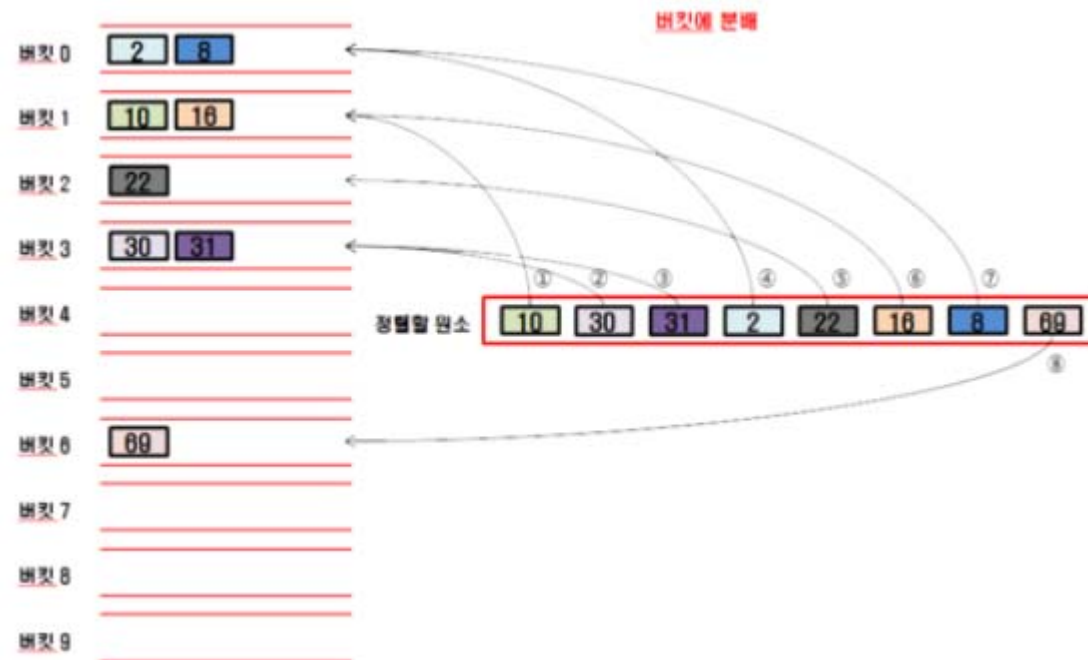 버킷에 분배
버킷 0 2 8
버킷 1 10 16
버킷 2 22
버킷 3 30 31
① ② ③ ④ ⑤ ⑥ ⑦
버킷 4
정렬할 원소 10 30 31 2 22 16 8 69
⑧
버킷 5
버킷 6 69
버킷 7
버킷 8
버킷 9